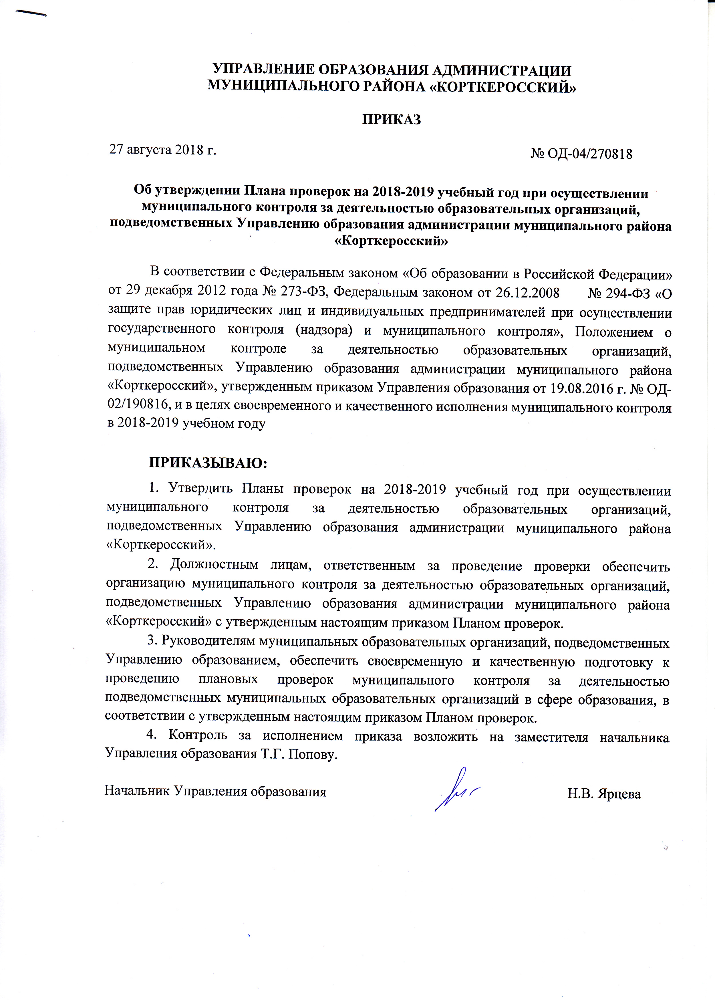 УПРАВЛЕНИЕ ОБРАЗОВАНИЯ АДМИНИСТРАЦИИ
МУНИЦИПАЛЬНОГО РАЙОНА «КОРТКЕРОССКИЙ»
ПРИКАЗ
27 августа 2018 г. № ОД-04/270818
Об утверждении Плана проверок на 2018-2019 учебный год при осуществлении
муниципального контроля за деятельностью образовательных организаций,
подведомственных Управлению образования администрации муниципального района
«Корткеросский»
В соответствии с Федеральным законом «Об образовании в Российской Федерации»
от 29 декабря 2012 года № 273-ФЗ, Федеральным законом от 26.12.2008 № 294-ФЗ «О
защите прав юридических лиц и индивидуальных предпринимателей при осуществлении
государственного контроля (надзора) и муниципального контроля», Положением о
муниципальном контроле за деятельностью образовательных организаций,
подведомственных Управлению образования администрации муниципального района
«Корткеросский», утвержденным приказом Управления образования от 19.08.2016 г. № ОД-
02/190816, и в целях своевременного и качественного исполнения муниципального контроля
в 2018-2019 учебном году
ПРИКАЗЫВАЮ:
1. Утвердить Планы проверок на 2018-2019 учебный год при осуществлении
муниципального контроля за деятельностью образовательных организаций,
подведомственных Управлению образования администрации муниципального района
«Корткеросский».
2. Должностным лицам, ответственным за проведение проверки обеспечить
организацию муниципального контроля за деятельностью образовательных организаций,
подведомственных Управлению образования администрации муниципального района
«Корткеросский» с утвержденным настоящим приказом Планом проверок.
3. Руководителям муниципальных образовательных организаций, подведомственных
Управлению образованием, обеспечить своевременную и качественную подготовку к
проведению плановых проверок муниципального контроля за деятельностью
подведомственных муниципальных образовательных организаций в сфере образования, в
соответствии с утвержденным настоящим приказом Планом проверок.
4. Контроль за исполнением приказа возложить на заместителя начальника
Управления образования Т.Г. Попову.
Начальник Управления образования Н.В. Ярцева